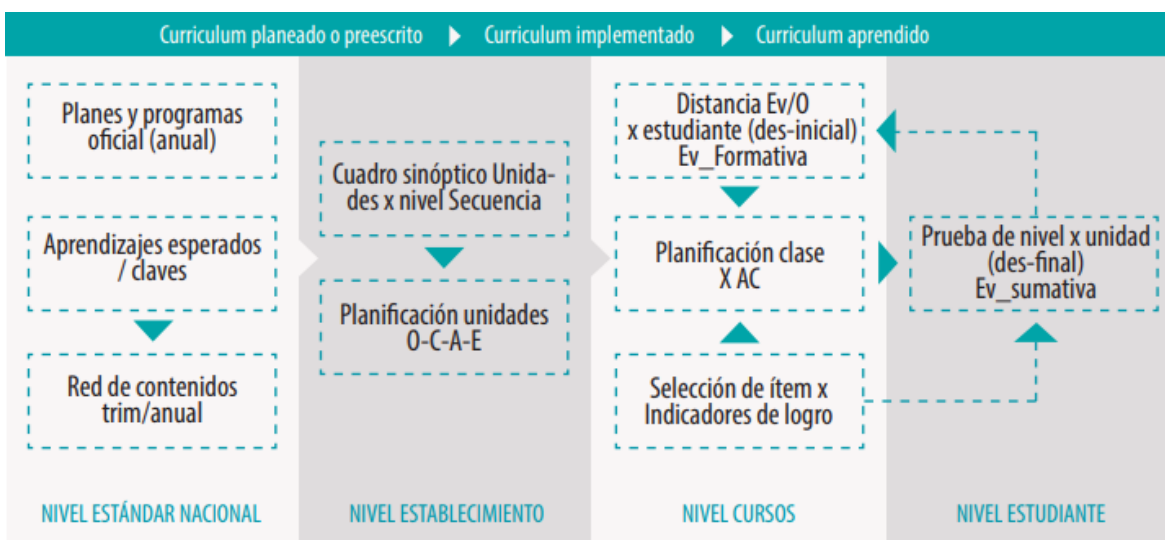 Curriculum planeado o preescrito Curriculum implementado Curriculum aprendido
Planes y programas
oficial (anual)
Aprendizajes esperados
/ claves
Red de contenidos
trim/anual
NIVEL ESTÁNDAR NACIONAL
Cuadro sinóptico Unida-
des x nivel Secuencia
Planificación unidades
O-C-A-E
NIVEL ESTABLECIMIENTO
Distancia Ev/O
x estudiante (des-inicial)
Ev_Formativa
Planificación clase
X AC
Selección de ítem x
Indicadores de logro
NIVEL CURSOS
Prueba de nivel x unidad
(des-final)
Ev_sumativa
NIVEL ESTUDIANTE